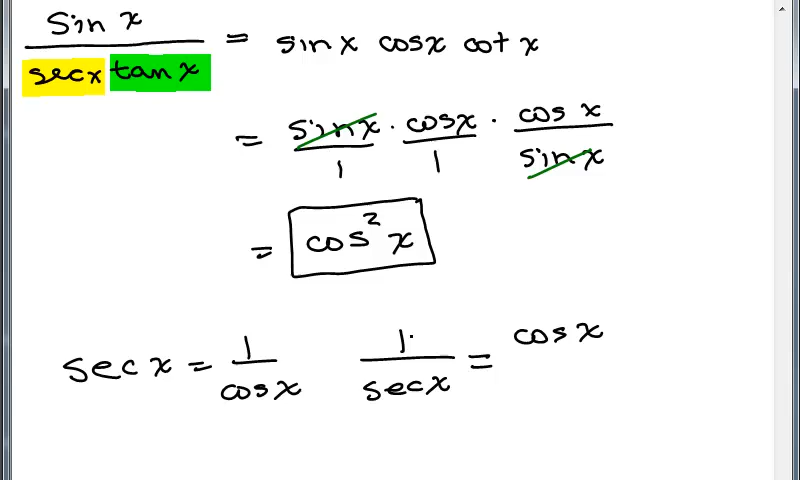 sin x / sec x tan x = sin x cos x cot x
= sin x / 1 · cos x / 1 · cos x / sin x
= cos² x
sec x = 1 / cos x    1 / sec x = cos x